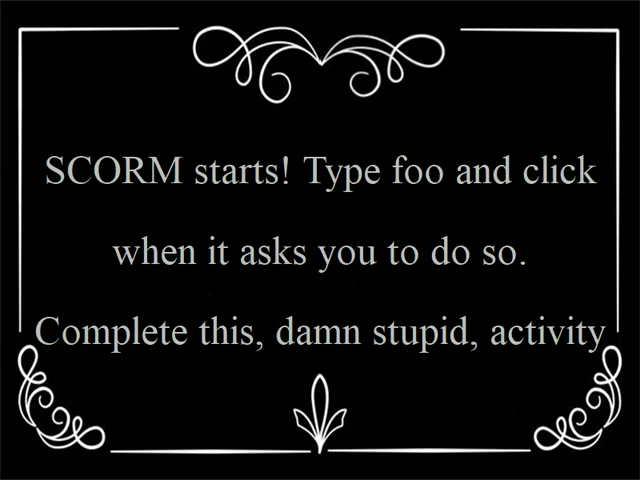 SCORM starts! Type foo and click
when it asks you to do so.
Complete this, damn stupid, activity